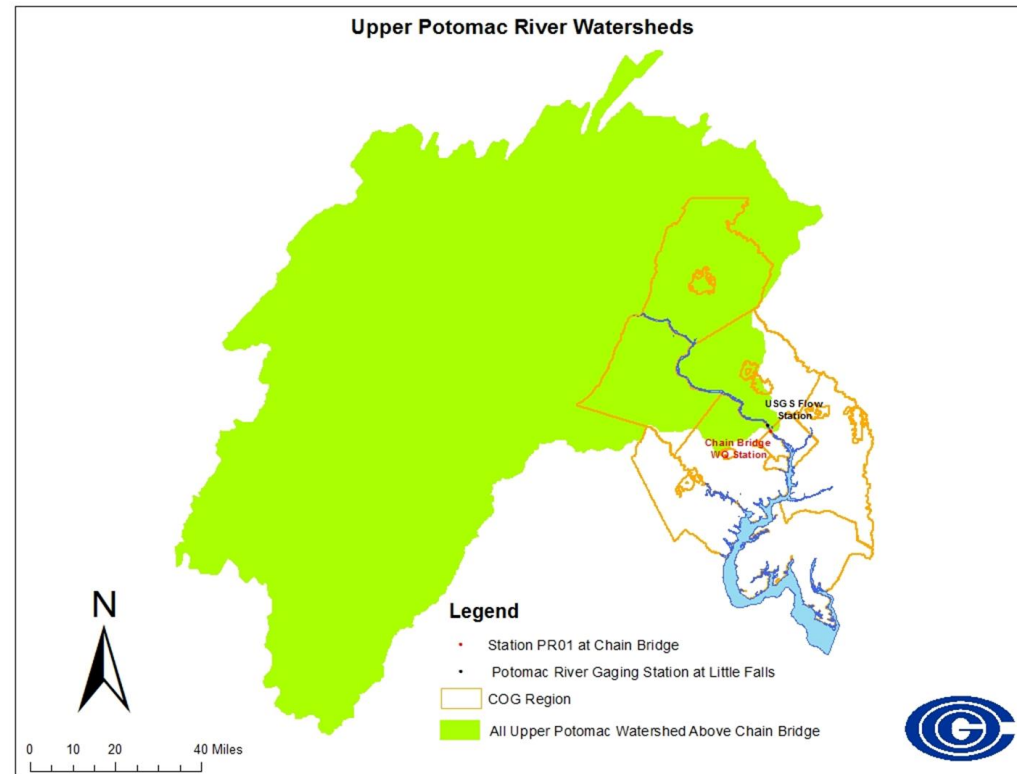 Upper Potomac River Watersheds
USGS Flow
Station
Chain Bridge
WQ Station
N
Legend
Station PR01 at Chain Bridge
Potomac River Gaging Station at Little Falls
COG Region
All Upper Potomac Watershed Above Chain Bridge
0 10 20 40 Miles
COG